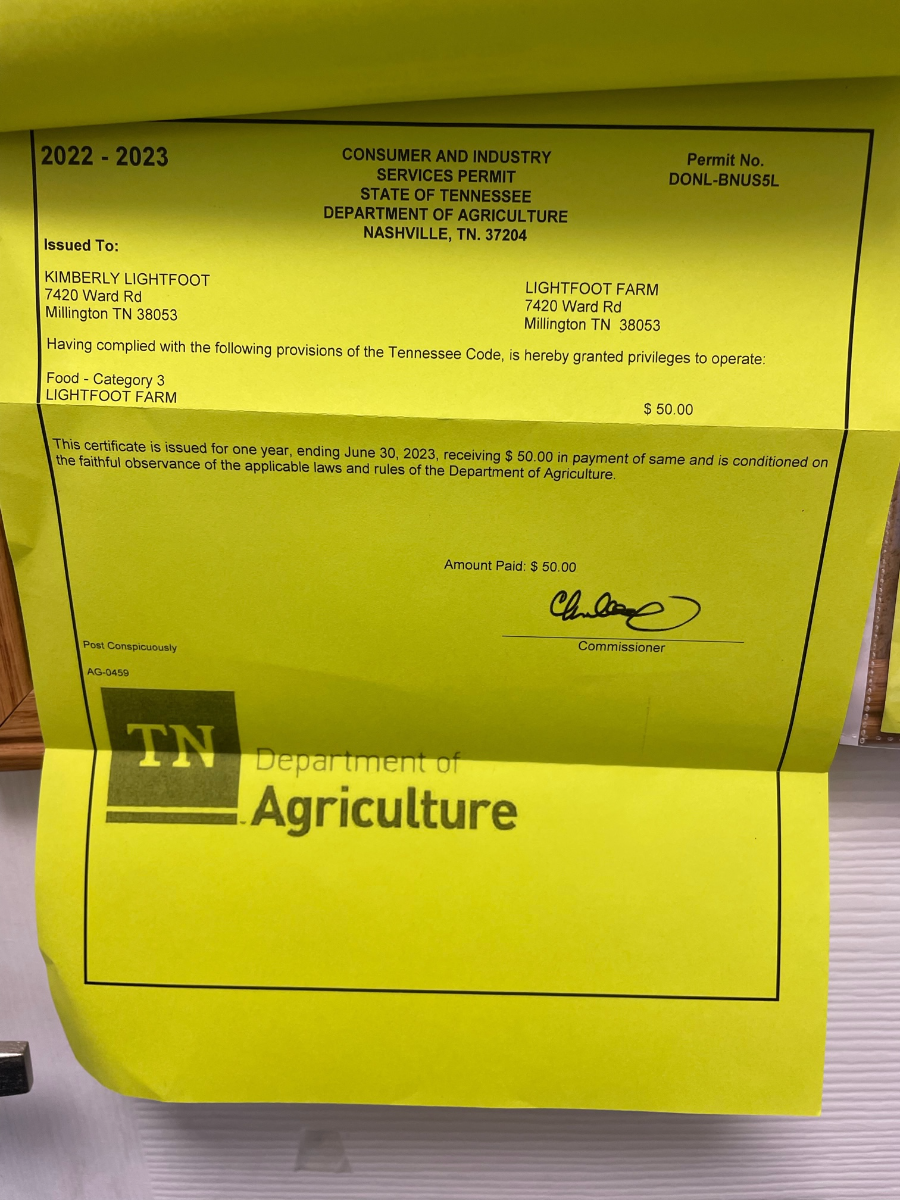 2022 - 2023
CONSUMER AND INDUSTRY
SERVICES PERMIT
STATE OF TENNESSEE
DEPARTMENT OF AGRICULTURE
NASHVILLE, TN. 37204
Permit No.
DONL-BNUS5L
Issued To:
KIMBERLY LIGHTFOOT
7420 Ward Rd
Millington TN 38053
LIGHTFOOT FARM
7420 Ward Rd
Millington TN 38053
Having complied with the following provisions of the Tennessee Code, is hereby granted privileges to operate:
Food - Category 3
LIGHTFOOT FARM
$ 50.00
This certificate is issued for one year, ending June 30, 2023, receiving $ 50.00 in payment of same and is conditioned on
the faithful observance of the applicable laws and rules of the Department of Agriculture.
Amount Paid: $ 50.00
Commissioner
Post Conspicuously
AG-0459
TN
Department of
Agriculture